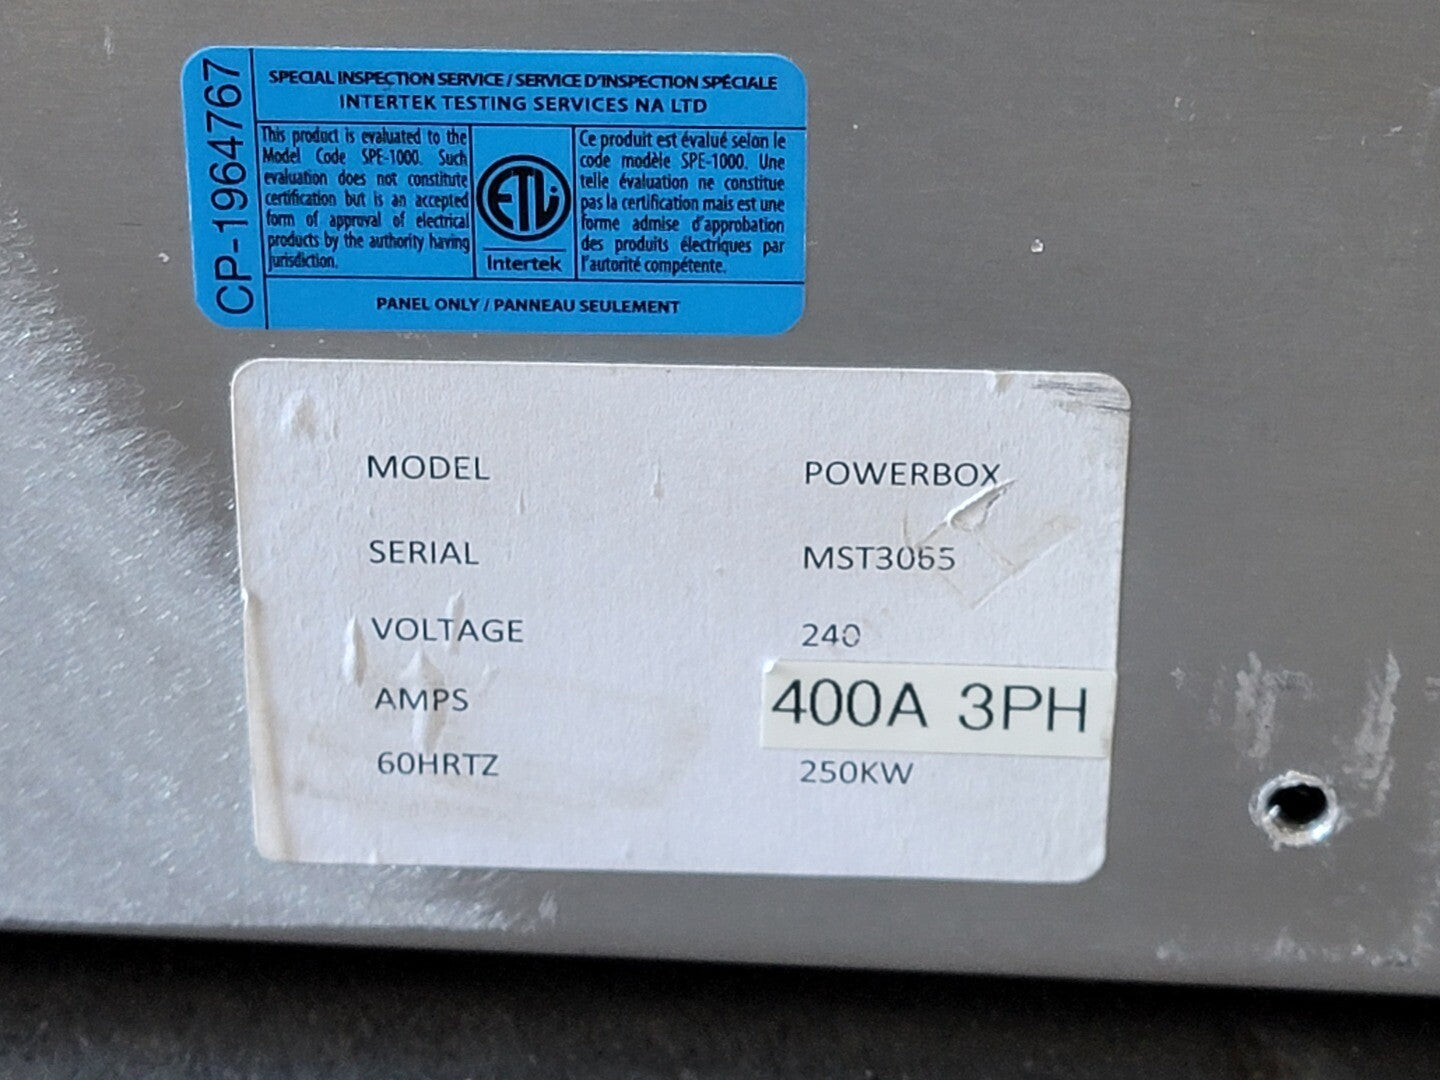 CP-1964767
SPECIAL INSPECTION SERVICE / SERVICE D'INSPECTION SPÉCIALE
INTERTEK TESTING SERVICES NA LTD
This product is evaluated to the
Model Code SPE-1000. Such
evaluation does not constitute
certification but is an accepted
form of approval of electrical
products by the authority having
jurisdiction.
ETL
Intertek
Ce produit est évalué selon le
code modèle SPE-1000. Une
telle évaluation ne constitue
pas la certification mais est une
forme admise d'approbation
des produits électriques par
l'autorité compétente.
PANEL ONLY / PANNEAU SEULEMENT
MODEL POWERBOX
SERIAL MST3065
VOLTAGE 240
AMPS 400A 3PH
60HRTZ 250KW